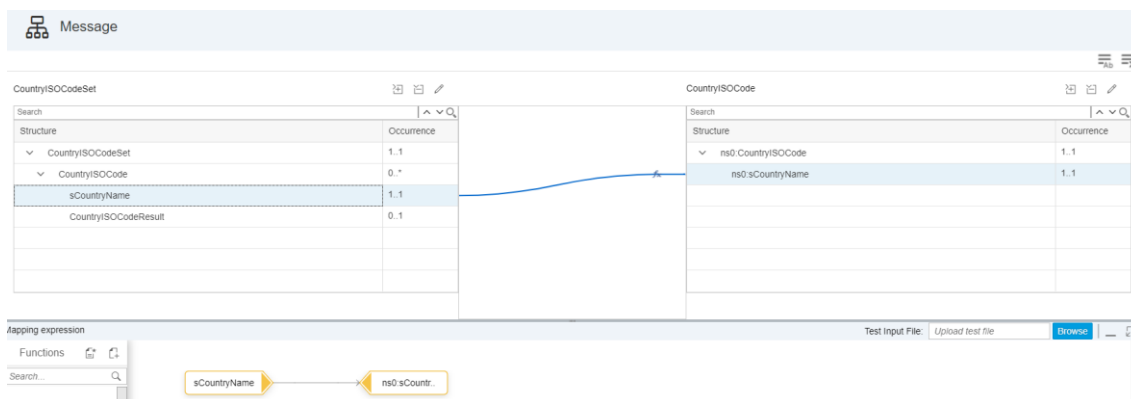 Message
CountryISOCodeSet
CountryISOCode
Search
Search
Structure Occurrence
Structure Occurrence
CountryISOCodeSet 1..1
ns0:CountryISOCode 1..1
CountryISOCode 0..*
fx ns0:sCountryName 1..1
sCountryName 1..1
CountryISOCodeResult 0..1
Mapping expression
Test Input File: Upload test file Browse
Functions
Search...
sCountryName ns0:sCountr..